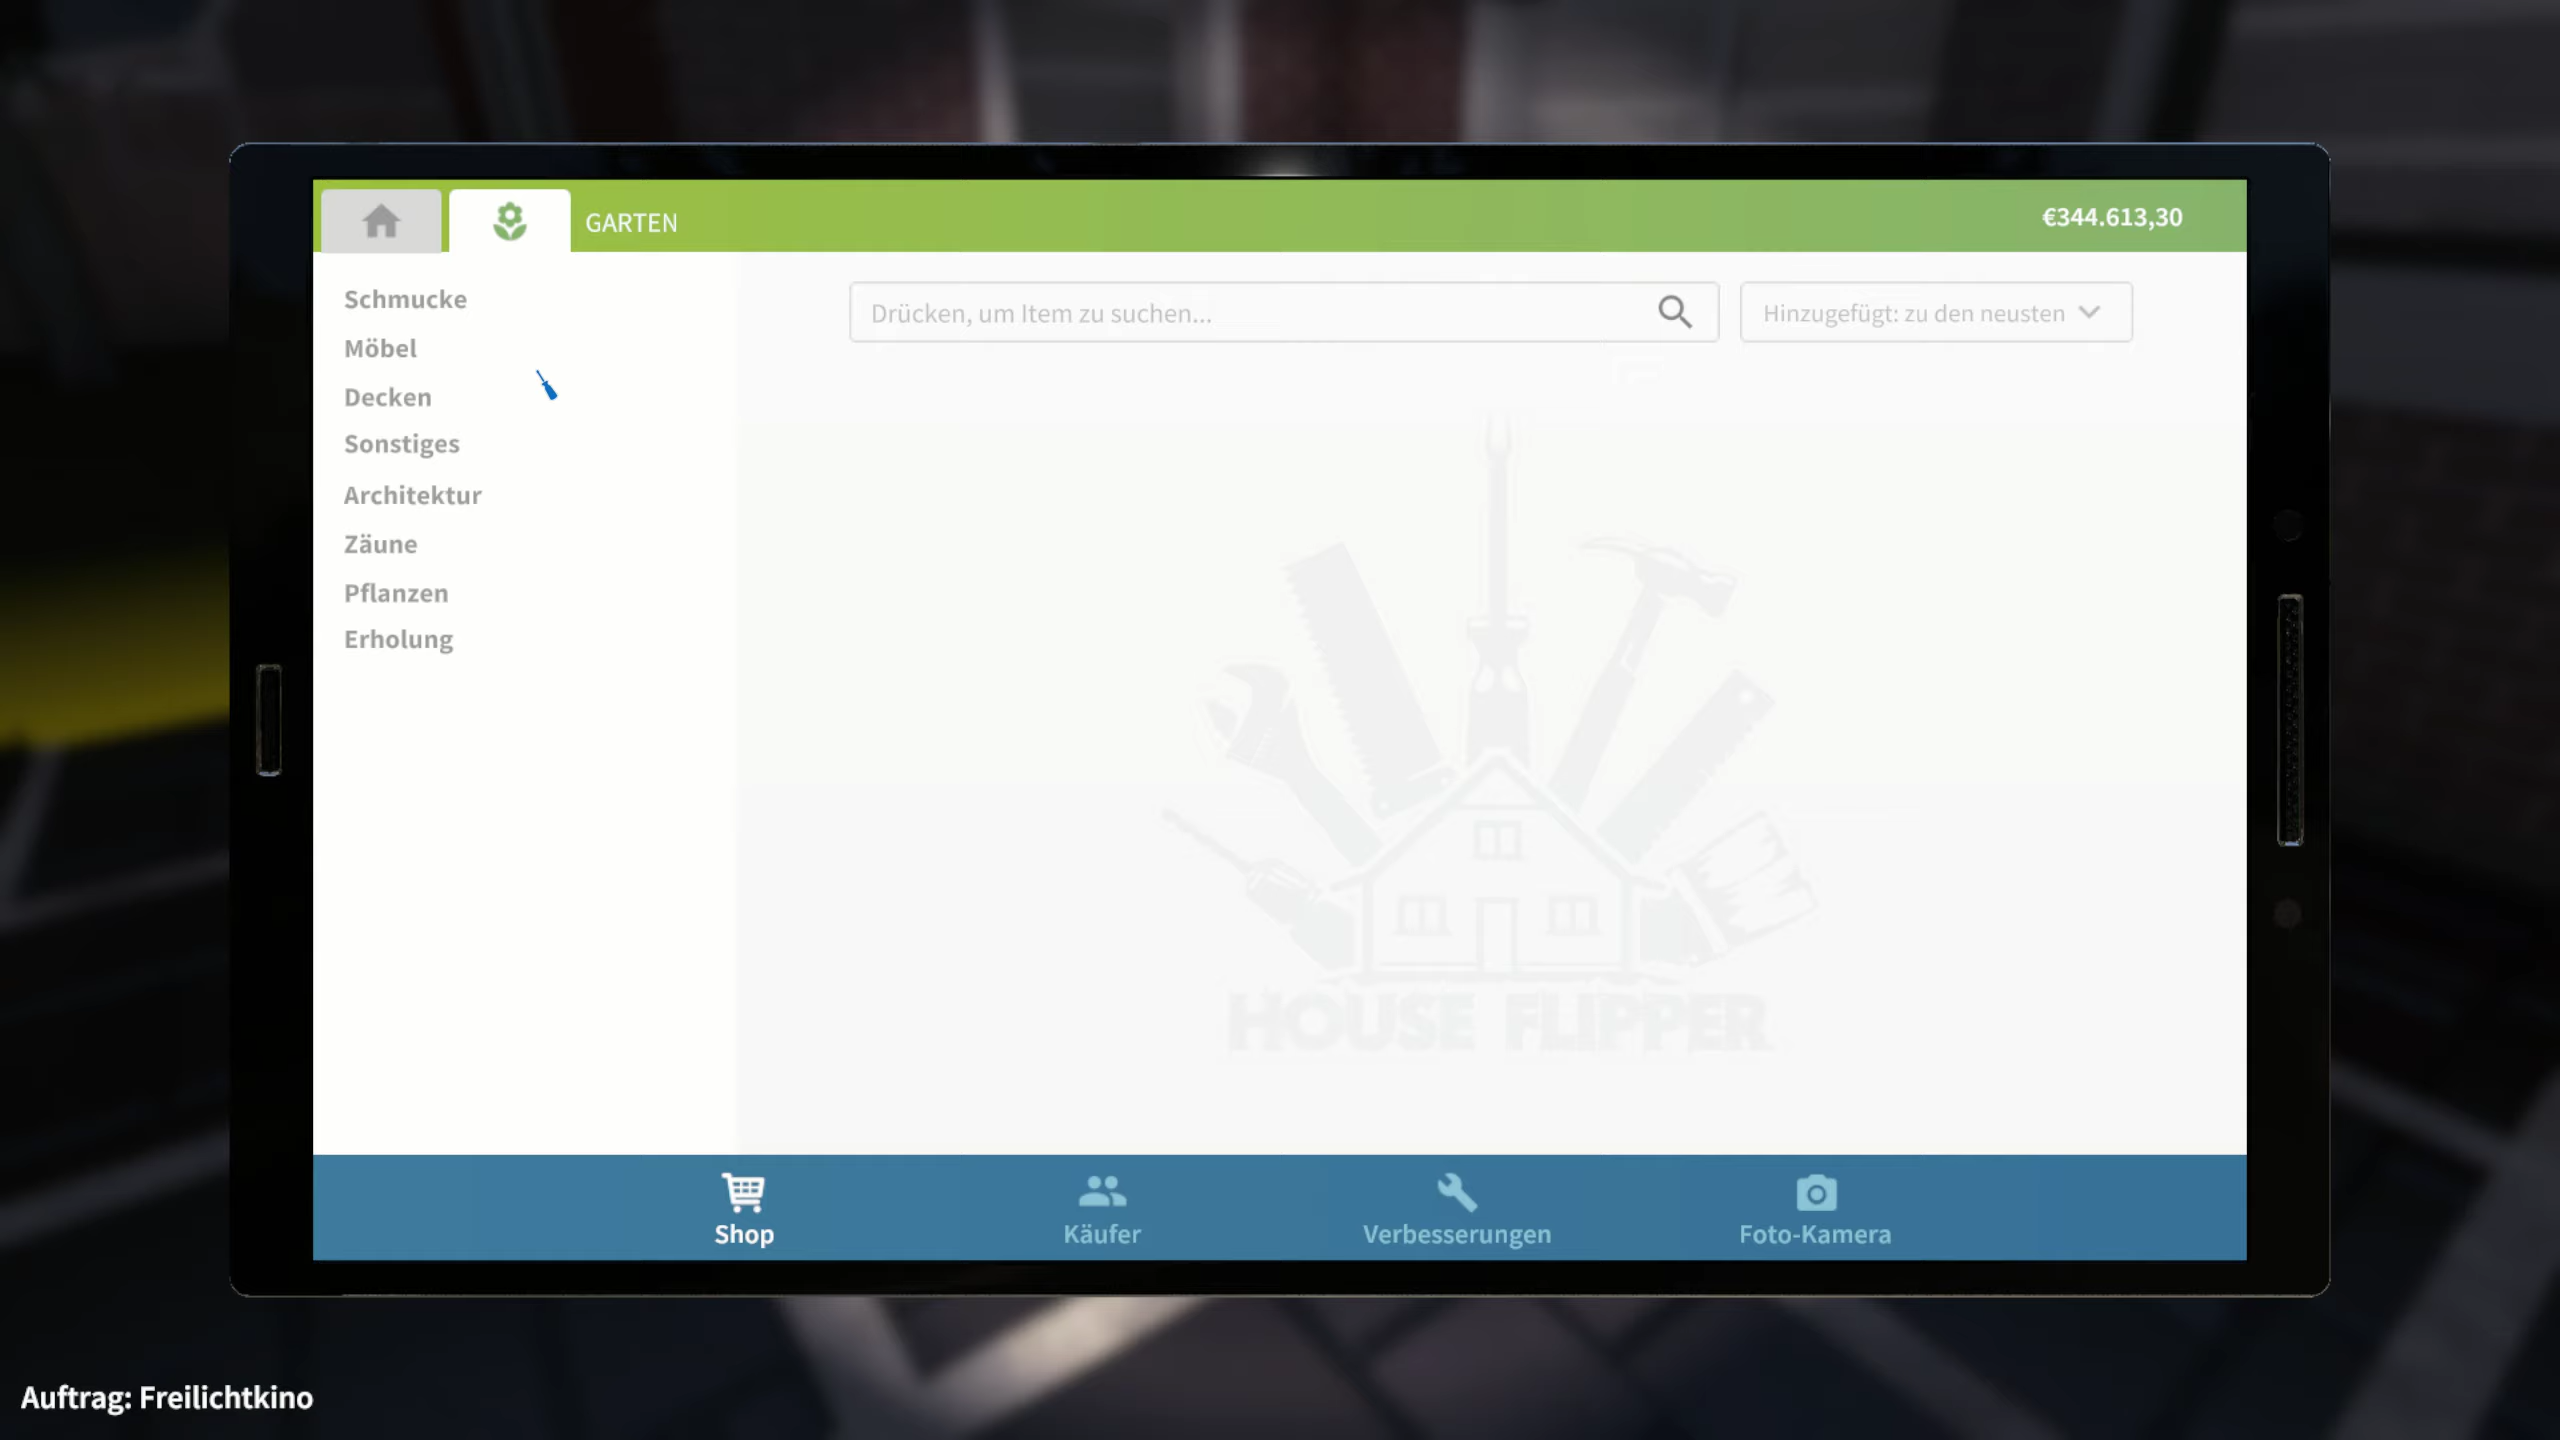 GARTEN
€344.613,30
Schmucke
Möbel
Decken
Sonstiges
Architektur
Zäune
Pflanzen
Erholung
Drücken, um Item zu suchen...
Hinzugefügt: zu den neusten
HOUSE FLIPPER
Shop
Käufer
Verbesserungen
Foto-Kamera
Auftrag: Freilichtkino